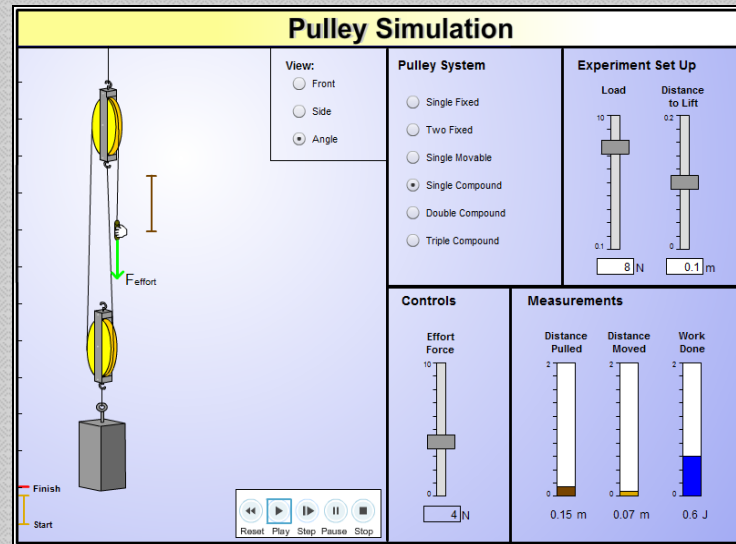 Pulley Simulation
View:
Front
Side
Angle
F effort
Finish
Start
Reset Play Step Pause Stop
Pulley System
Single Fixed
Two Fixed
Single Movable
Single Compound
Double Compound
Triple Compound
Experiment Set Up
Load
10
0.1
8 N
Distance
to Lift
0.2
0
0.1 m
Controls
Effort
Force
10
0
4 N
Measurements
Distance
Pulled
2
0
0.15 m
Distance
Moved
2
0
0.07 m
Work
Done
2
0
0.6 J